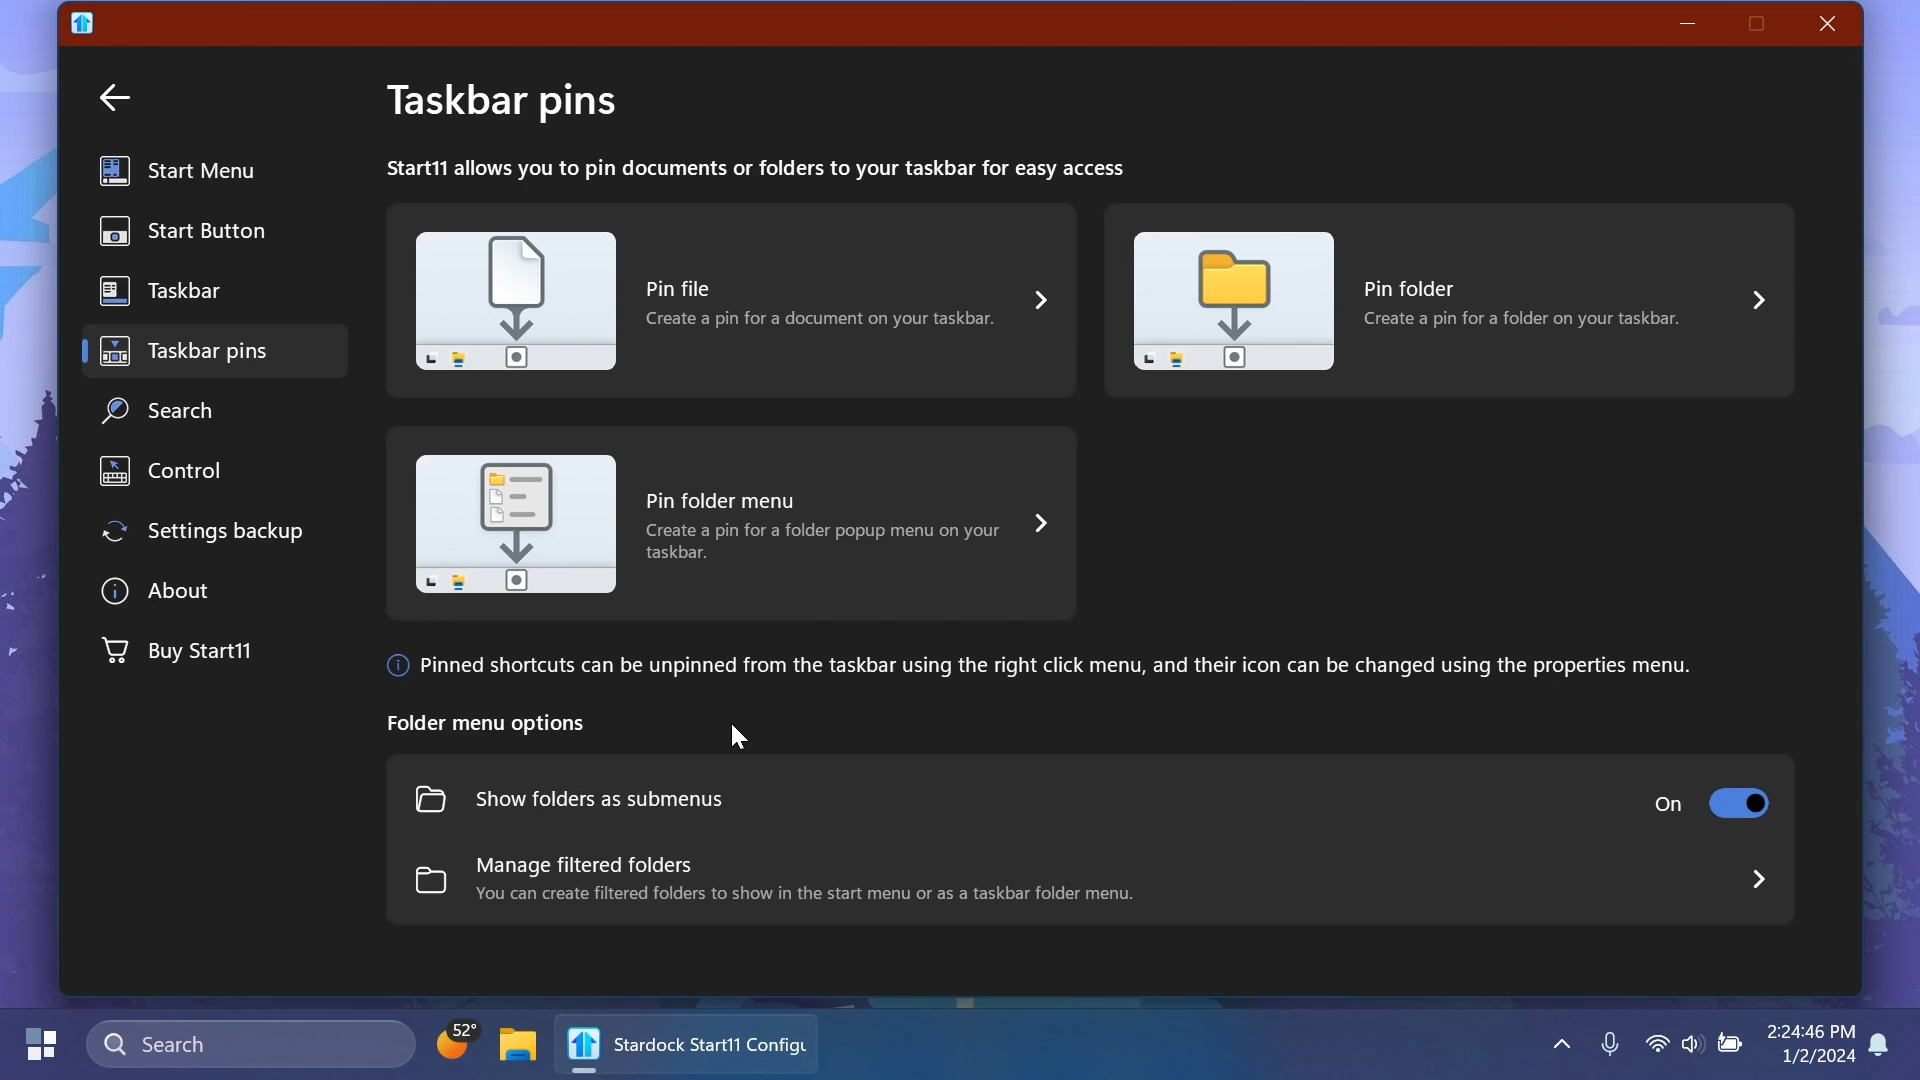 Taskbar pins
Start11 allows you to pin documents or folders to your taskbar for easy access
Start Menu
Start Button
Taskbar
Taskbar pins
Search
Control
Settings backup
About
Buy Start11
Pin file
Create a pin for a document on your taskbar.
Pin folder
Create a pin for a folder on your taskbar.
Pin folder menu
Create a pin for a folder popup menu on your
taskbar.
Pinned shortcuts can be unpinned from the taskbar using the right click menu, and their icon can be changed using the properties menu.
Folder menu options
Show folders as submenus
On
Manage filtered folders
You can create filtered folders to show in the start menu or as a taskbar folder menu.
Search
52°
Stardock Start11 Configu
2:24:46 PM
1/2/2024